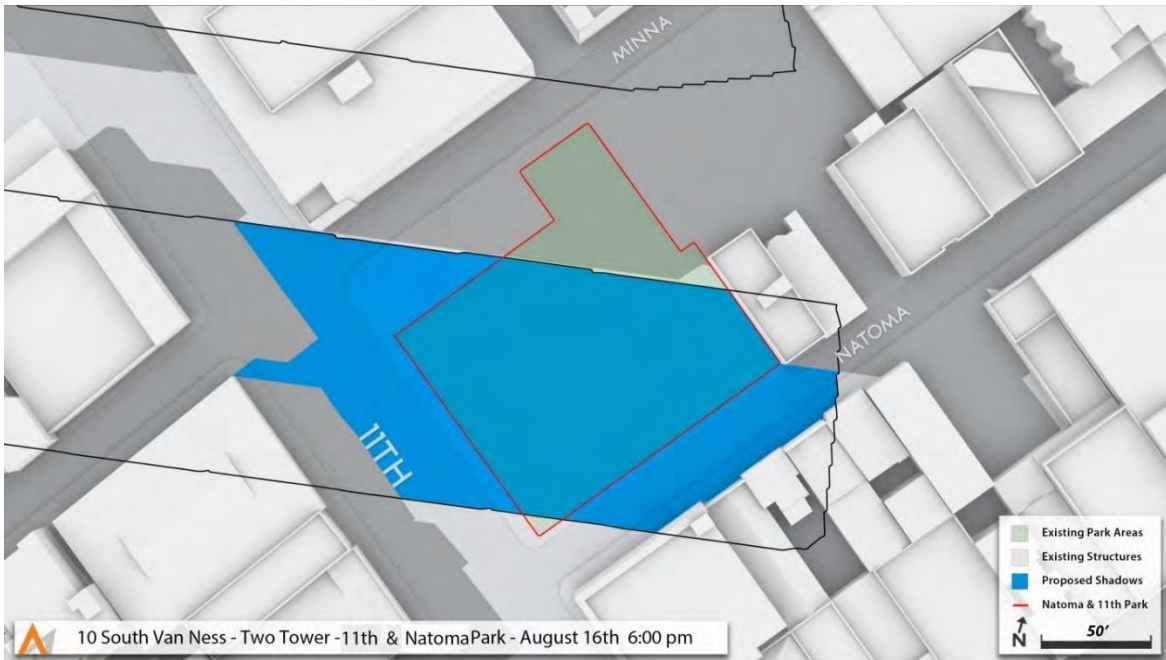 MINNA
NATOMA
11TH
Existing Park Areas
Existing Structures
Proposed Shadows
Natoma & 11th Park
N
50'
10 South Van Ness - Two Tower -11th & NatomaPark - August 16th 6:00 pm